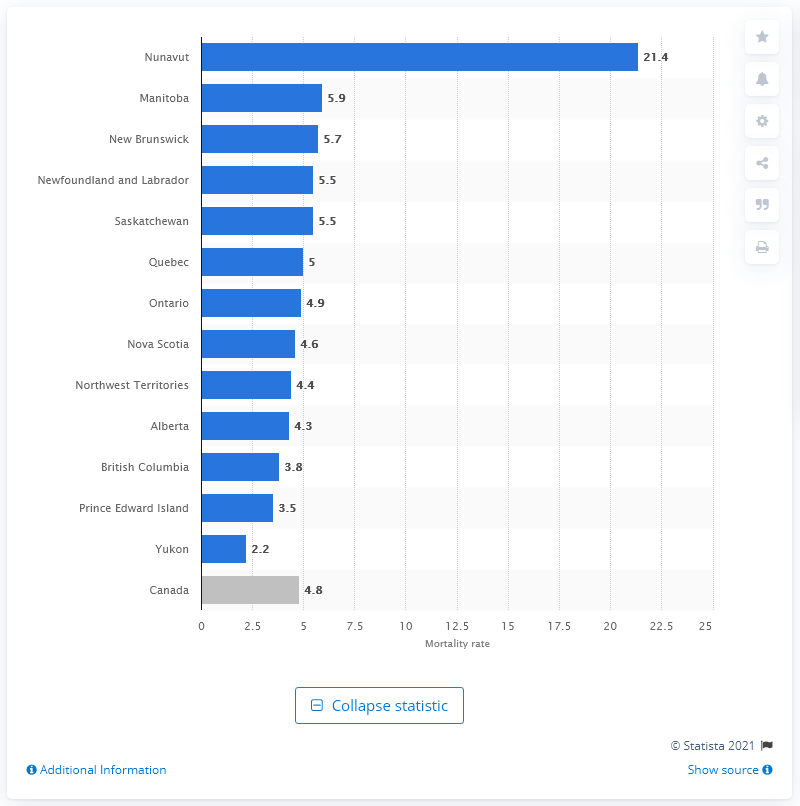 Nunavut 21.4
Manitoba 5.9
New Brunswick 5.7
Newfoundland and Labrador 5.5
Saskatchewan 5.5
Quebec 5
Ontario 4.9
Nova Scotia 4.6
Northwest Territories 4.4
Alberta 4.3
British Columbia 3.8
Prince Edward Island 3.5
Yukon 2.2
Canada 4.8
0 2.5 5 7.5 10 12.5 15 17.5 20 22.5 25
Mortality rate
Collapse statistic
© Statista 2021
Additional Information Show source